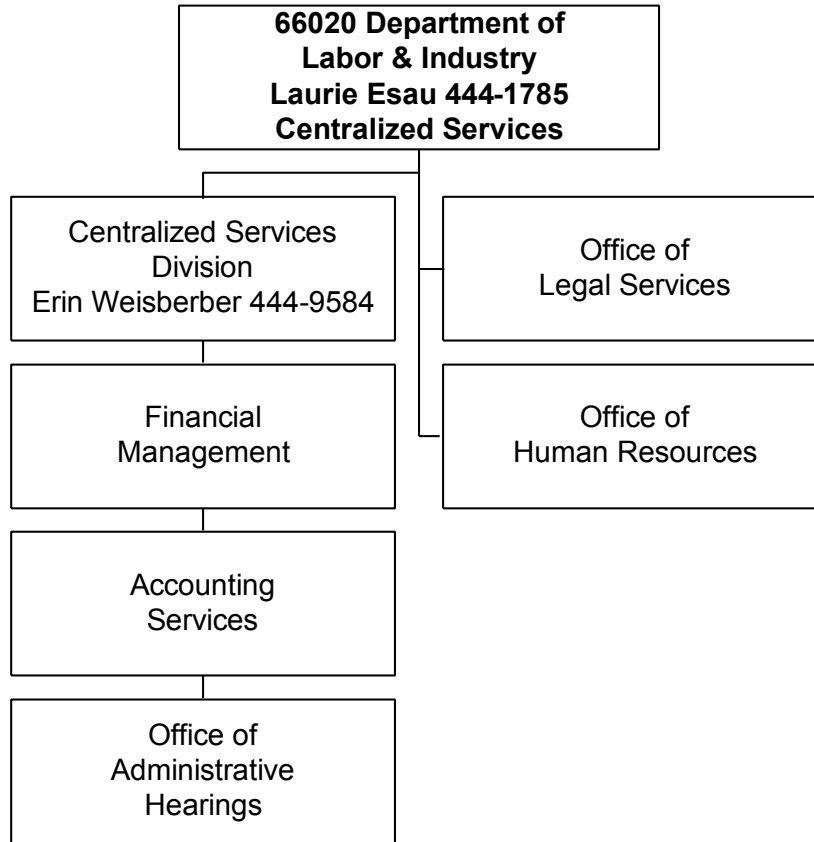 66020 Department of
Labor & Industry
Laurie Esau 444-1785
Centralized Services
Centralized Services
Division
Erin Weisberber 444-9584
Office of
Legal Services
Financial
Management
Office of
Human Resources
Accounting
Services
Office of
Administrative
Hearings